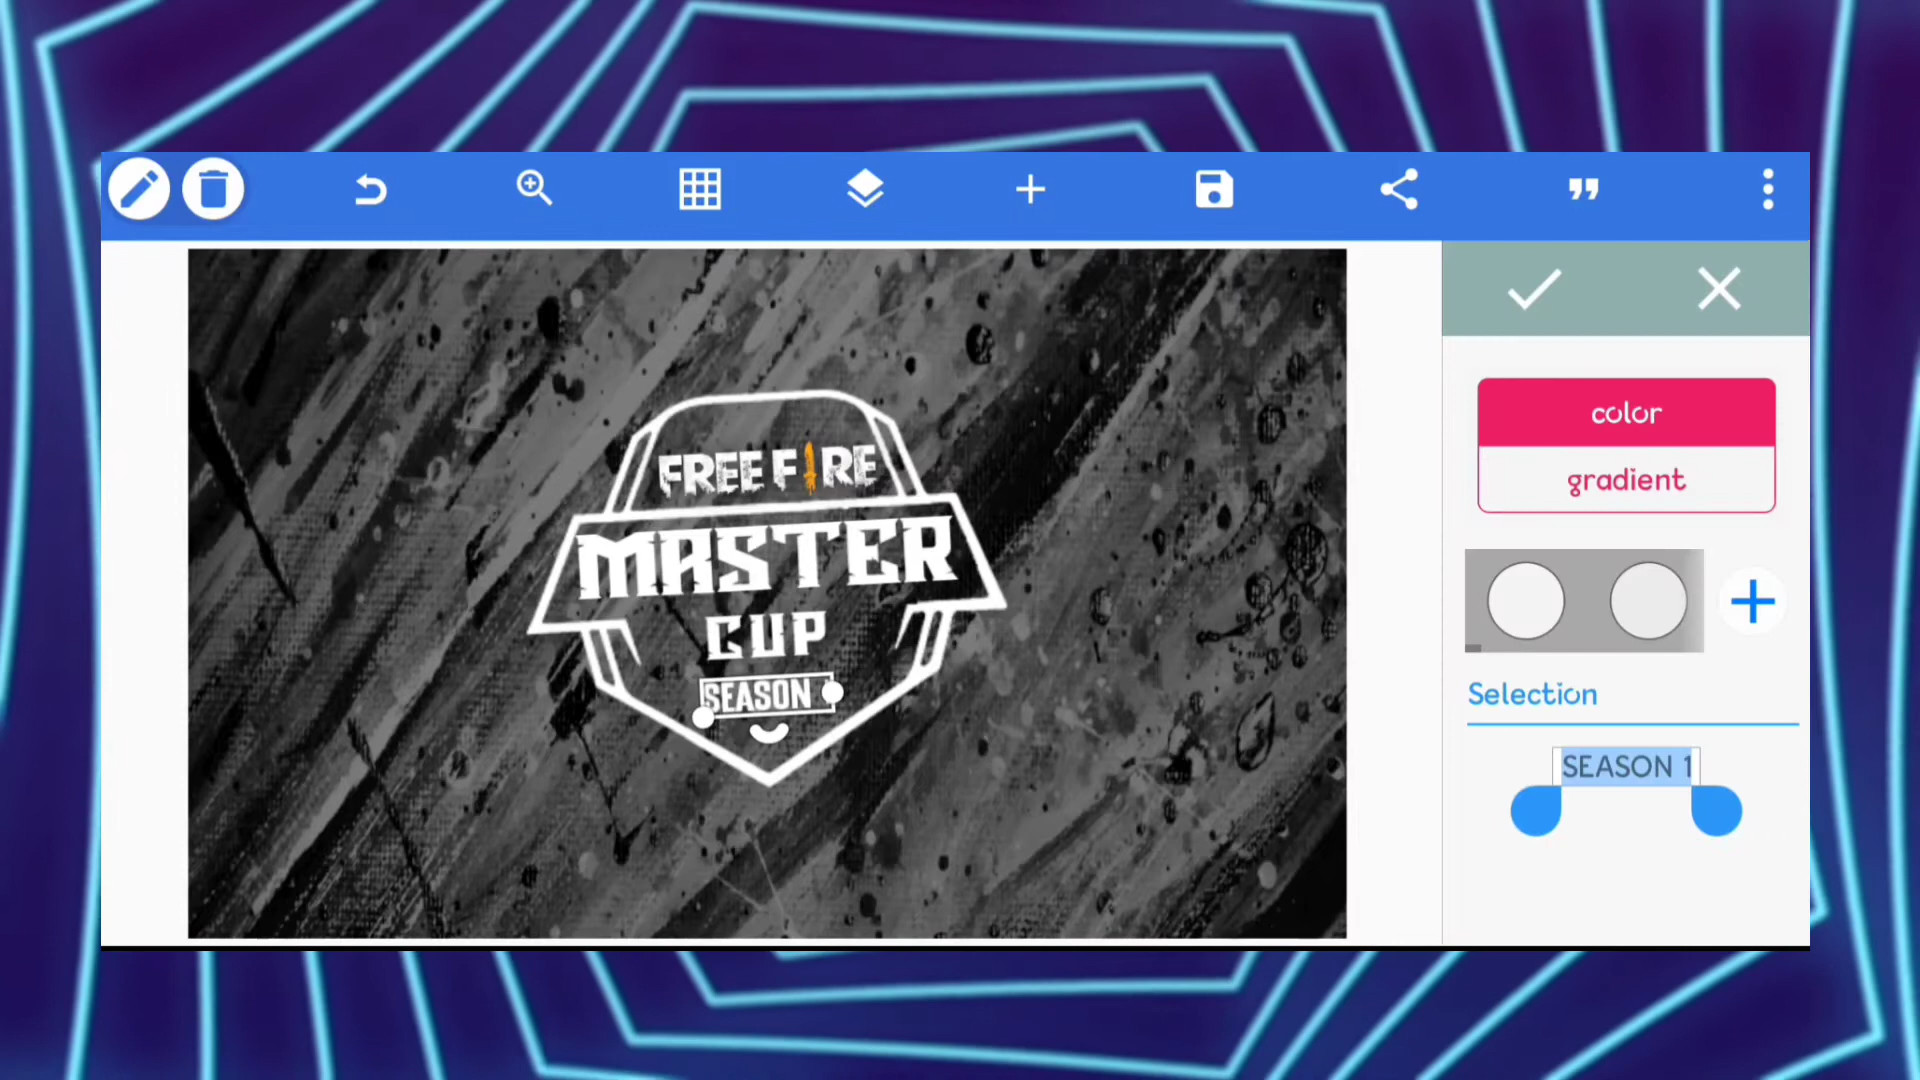 FREE FIRE
MASTER
CUP
SEASON
color
gradient
Selection
SEASON 1